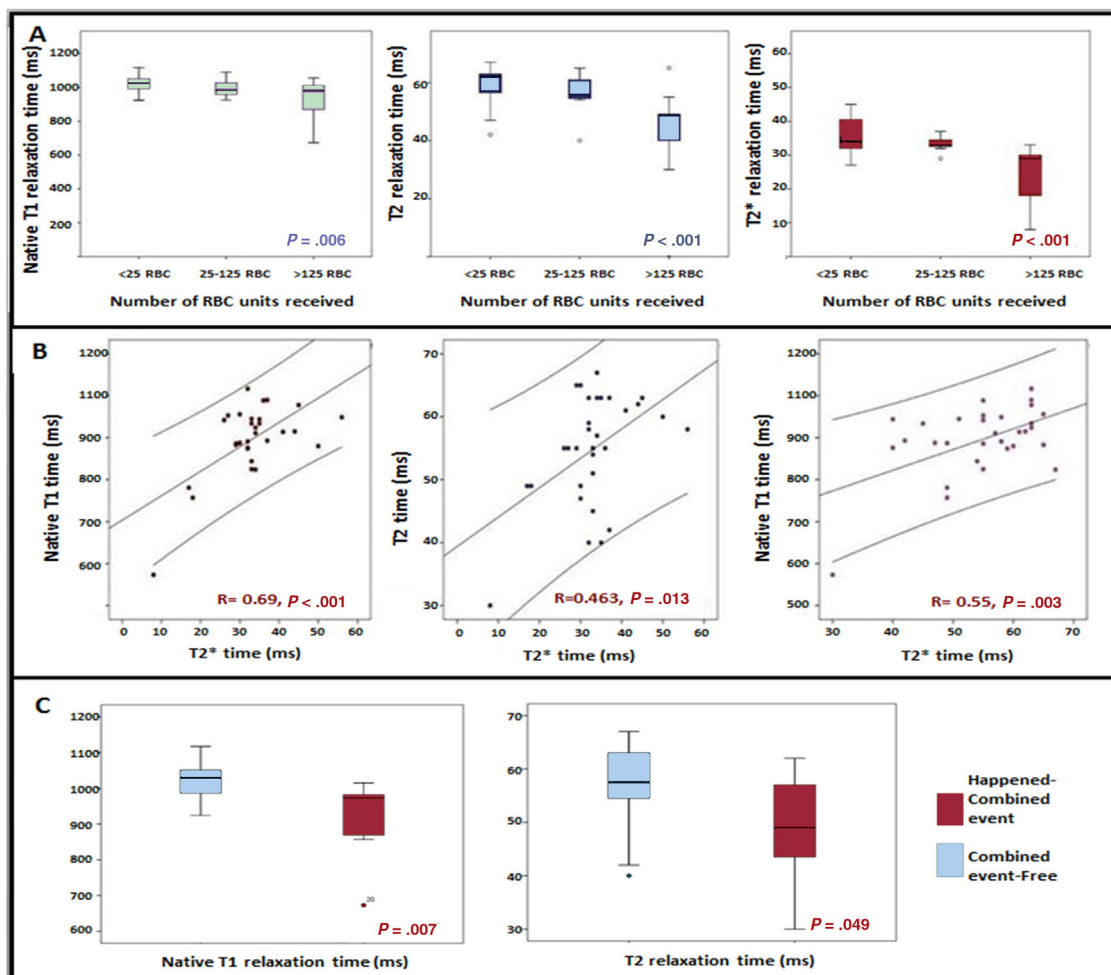 A
Native T1 relaxation time (ms)
1200
1000
800
600
400
200
P = .006
<25 RBC
25-125 RBC
>125 RBC
Number of RBC units received
T2 relaxation time (ms)
60
40
20
P < .001
<25 RBC
25-125 RBC
>125 RBC
Number of RBC units received
T2* relaxation time (ms)
60
50
40
30
20
10
P < .001
<25 RBC
25-125 RBC
>125 RBC
Number of RBC units received
B
Native T1 time (ms)
1200
1100
900
800
700
600
R= 0.69, P < .001
0 10 20 30 40 50 60
T2* time (ms)
T2 time (ms)
70
60
50
40
30
R=0.463, P = .013
0 10 20 30 40 50 60
T2* time (ms)
Native T1 time (ms)
1200
1100
900
800
700
600
500
R= 0.55, P = .003
30 40 50 60 70
T2* time (ms)
C
1200
1100
1000
900
800
700
600
20
P = .007
Native T1 relaxation time (ms)
70
60
50
40
30
P = .049
T2 relaxation time (ms)
Happened-
Combined
event
Combined
event-Free